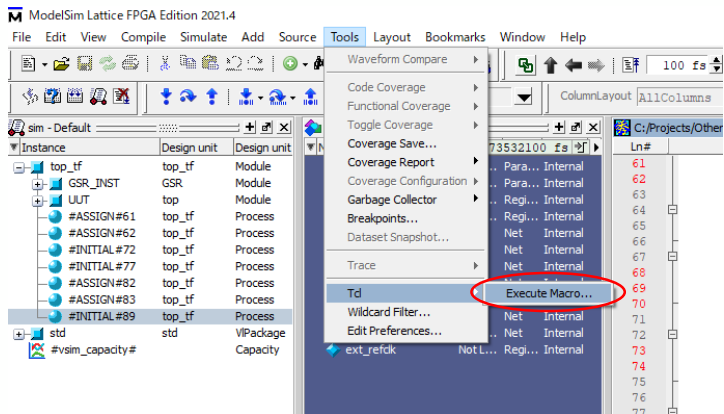 ModelSim Lattice FPGA Edition 2021.4
File Edit View Compile Simulate Add Source Tools Layout Bookmarks Window Help
100 fs
ColumnLayout AllColumns
Waveform Compare
Code Coverage
Functional Coverage
Toggle Coverage
Coverage Save...
Coverage Report
Coverage Configuration
Garbage Collector
Breakpoints...
Dataset Snapshot...
Trace
Tcl
Execute Macro...
Wildcard Filter...
Edit Preferences...
sim - Default
Instance Design unit Design unit
top_tf top_tf Module
GSR_INST GSR Module
UUT top Module
#ASSIGN#61 top_tf Process
#ASSIGN#62 top_tf Process
#INITIAL#72 top_tf Process
#INITIAL#77 top_tf Process
#ASSIGN#82 top_tf Process
#ASSIGN#83 top_tf Process
#INITIAL#89 top_tf Process
std std VlPackage
#vsim_capacity# Capacity
73532100 fs
.. Para... Internal
.. Para... Internal
.. Regi... Internal
.. Regi... Internal
Net Internal
Net Internal
Net Internal
Net Internal
Net Internal
.. Regi... Internal
ext_refclk Not L... Regi... Internal
C:/Projects/Other
Ln#
61
62
63
64
65
66
67
68
69
70
71
72
73
74
75
76
77